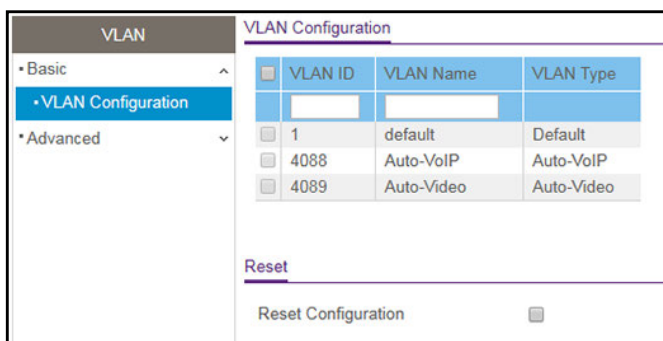 VLAN
Basic
VLAN Configuration
Advanced
VLAN Configuration
VLAN ID VLAN Name VLAN Type
1 default Default
4088 Auto-VoIP Auto-VoIP
4089 Auto-Video Auto-Video
Reset
Reset Configuration